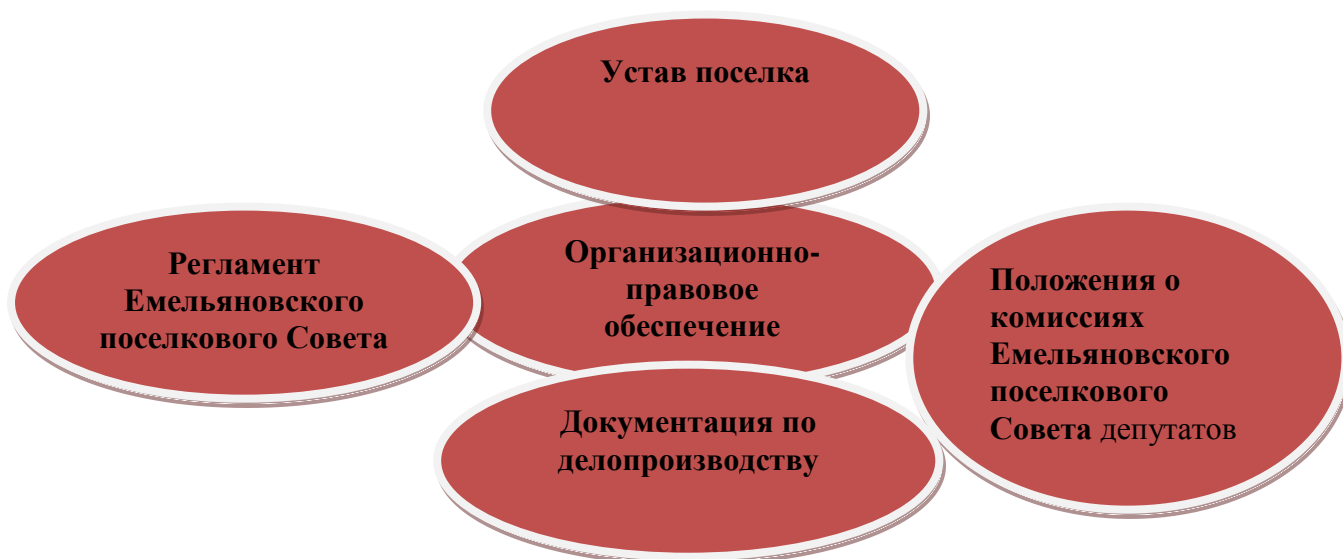 Устав поселка
Регламент
Емельяновского
поселкового Совета
Организационно-
правовое
обеспечение
Положения о
комиссиях
Емельяновского
поселкового
Совета депутатов
Документация по
делопроизводству